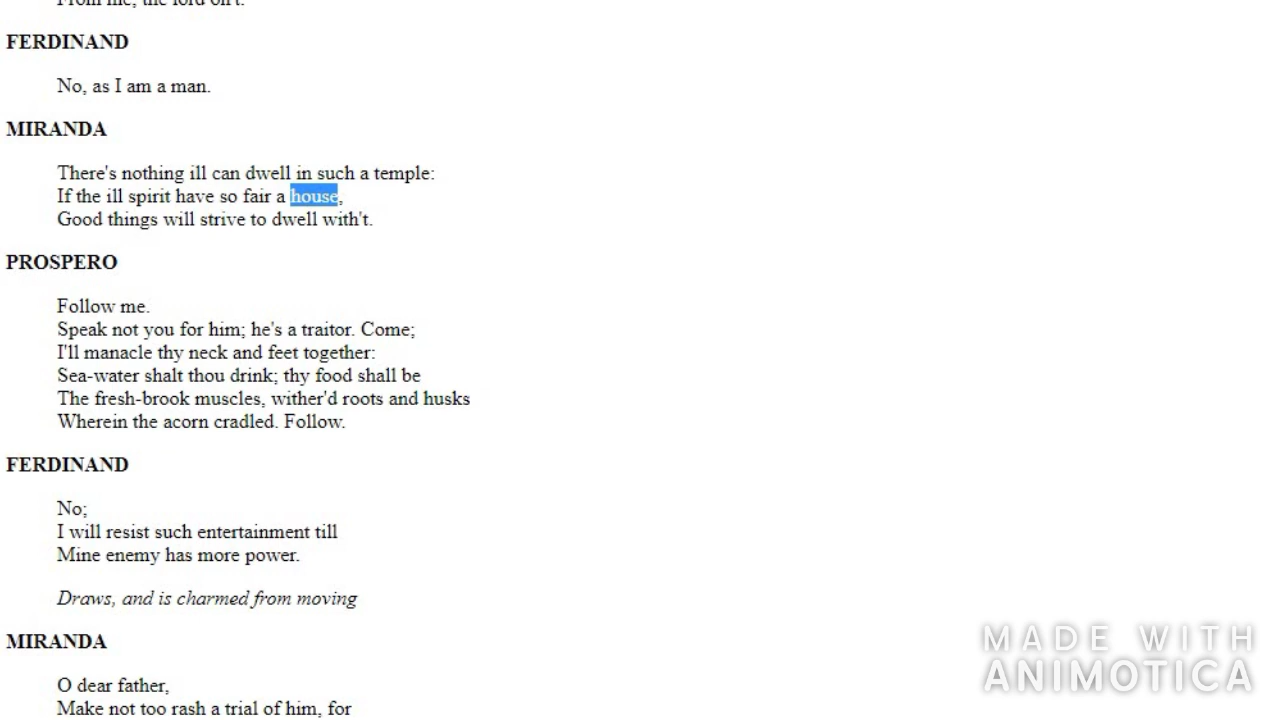 From me, the lord on't.
FERDINAND
No, as I am a man.
MIRANDA
There's nothing ill can dwell in such a temple:
If the ill spirit have so fair a house,
Good things will strive to dwell with't.
PROSPERO
Follow me.
Speak not you for him; he's a traitor. Come;
I'll manacle thy neck and feet together:
Sea-water shalt thou drink; thy food shall be
The fresh-brook muscles, wither'd roots and husks
Wherein the acorn cradled. Follow.
FERDINAND
No;
I will resist such entertainment till
Mine enemy has more power.
Draws, and is charmed from moving
MIRANDA
O dear father,
Make not too rash a trial of him, for
MADE WITH
ANIMOTICA